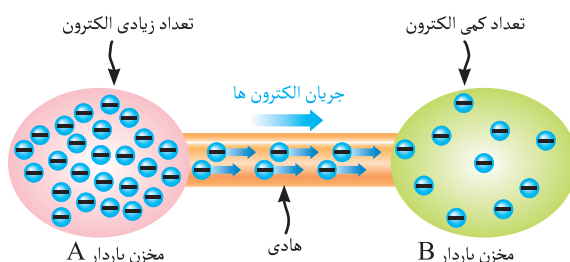 تعداد زیادی الکترون
تعداد کمی الکترون
جریان الکترون ها
هادی
مخزن باردار A
مخزن باردار B